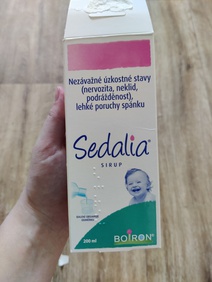 Nezávažné úzkostné stavy
(nervozita, neklid,
podrážděnost),
lehké poruchy spánku
Sedalia
SIRUP
200 ml
BOIRON